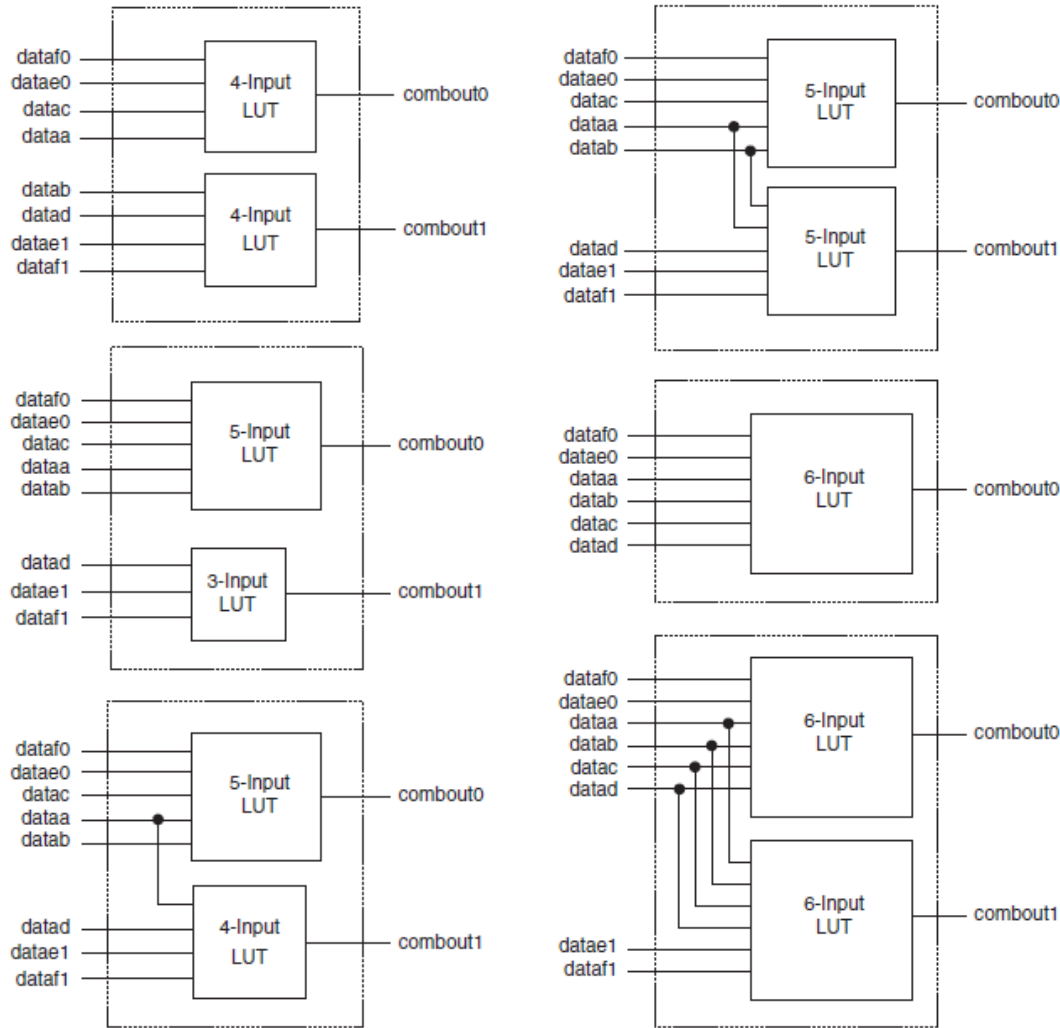 dataf0
datae0
datac
dataa
4-Input
LUT
combout0
datab
datad
datae1
dataf1
4-Input
LUT
combout1
dataf0
datae0
datac
dataa
datab
5-Input
LUT
combout0
datad
datae1
dataf1
3-Input
LUT
combout1
dataf0
datae0
datac
dataa
datab
5-Input
LUT
combout0
datad
datae1
dataf1
4-Input
LUT
combout1
dataf0
datae0
datac
dataa
datab
5-Input
LUT
combout0
datad
datae1
dataf1
5-Input
LUT
combout1
dataf0
datae0
dataa
datab
datac
datad
6-Input
LUT
combout0
dataf0
datae0
dataa
datab
datac
datad
6-Input
LUT
combout0
datae1
dataf1
6-Input
LUT
combout1